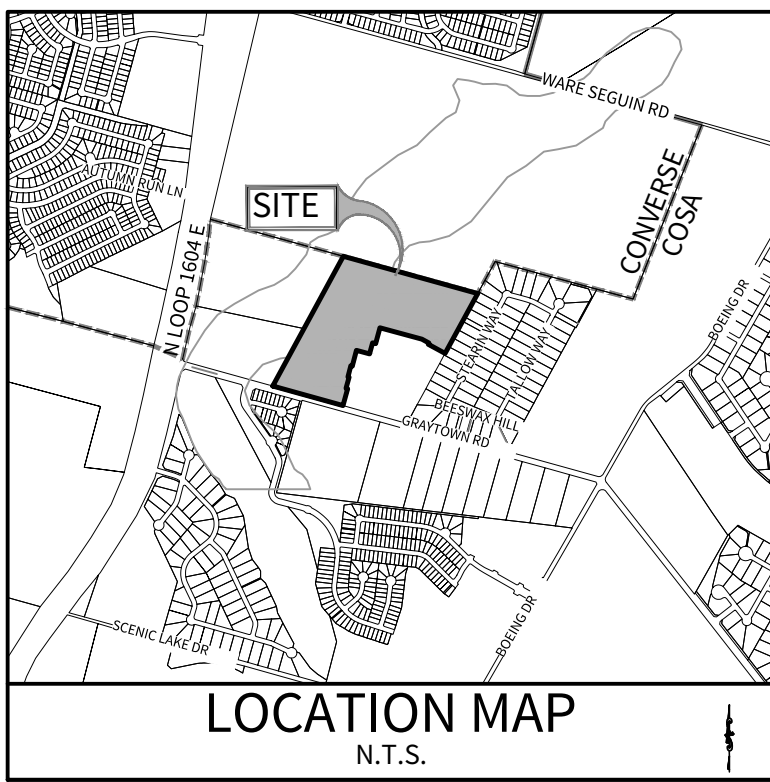 WARE SEGUIN RD
AUTUMN RUN LN
SITE
CONVERSE
COSA
N LOOP 1604 E
BOEING DR
STEARIN WAY
TALLOW WAY
BEESWAX HILL
GRAYTOWN RD
BOEING DR
SCENIC LAKE DR
LOCATION MAP
N.T.S.